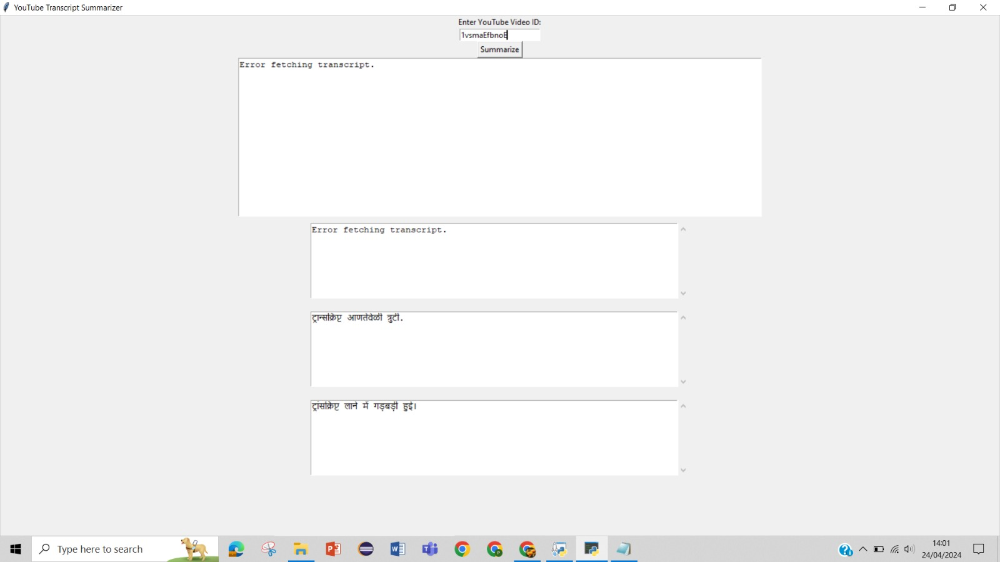 YouTube Transcript Summarizer
Enter YouTube Video ID:
1vsmaEfbnoE
Summarize
Error fetching transcript.
Error fetching transcript.
ट्रान्सक्रिप्ट आणतेवेळी त्रुटी.
ट्रांसक्रिप्ट लाने में गड़बड़ी हुई।
Type here to search
14:01
24/04/2024